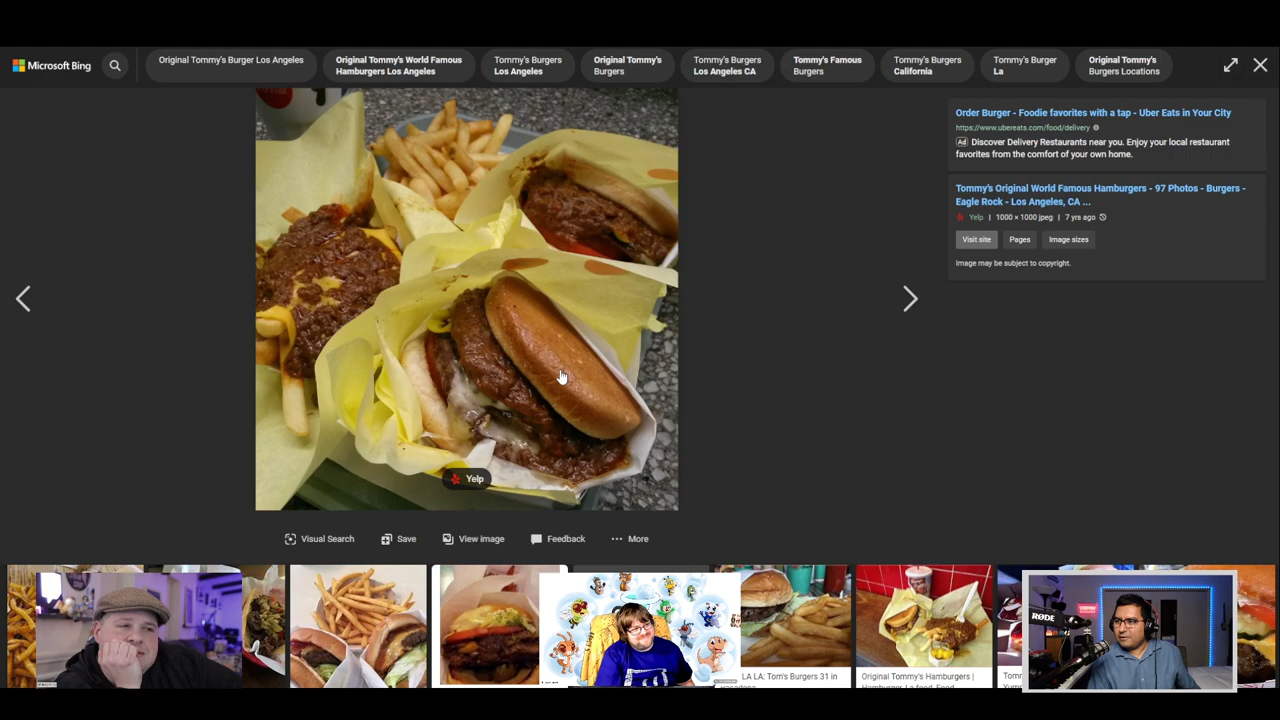 Microsoft Bing
Original Tommy's Burger Los Angeles
Original Tommy's World Famous
Hamburgers Los Angeles
Tommy's Burgers
Los Angeles
Original Tommy's
Burgers
Tommy's Burgers
Los Angeles CA
Tommy's Famous
Burgers
Tommy's Burgers
California
Tommy's Burger
La
Original Tommy's
Burgers Locations
Order Burger - Foodie favorites with a tap - Uber Eats in Your City
https://www.ubereats.com/food/delivery
Ad Discover Delivery Restaurants near you. Enjoy your local restaurant
favorites from the comfort of your own home.
Tommy's Original World Famous Hamburgers - 97 Photos - Burgers -
Eagle Rock - Los Angeles, CA ...
Yelp | 1000 × 1000 jpeg | 7 yrs ago
Visit site
Pages
Image sizes
Image may be subject to copyright.
Yelp
Visual Search
Save
View image
Feedback
More
LA LA: Tom's Burgers 31 in
Original Tommy's Hamburgers |
RØDE